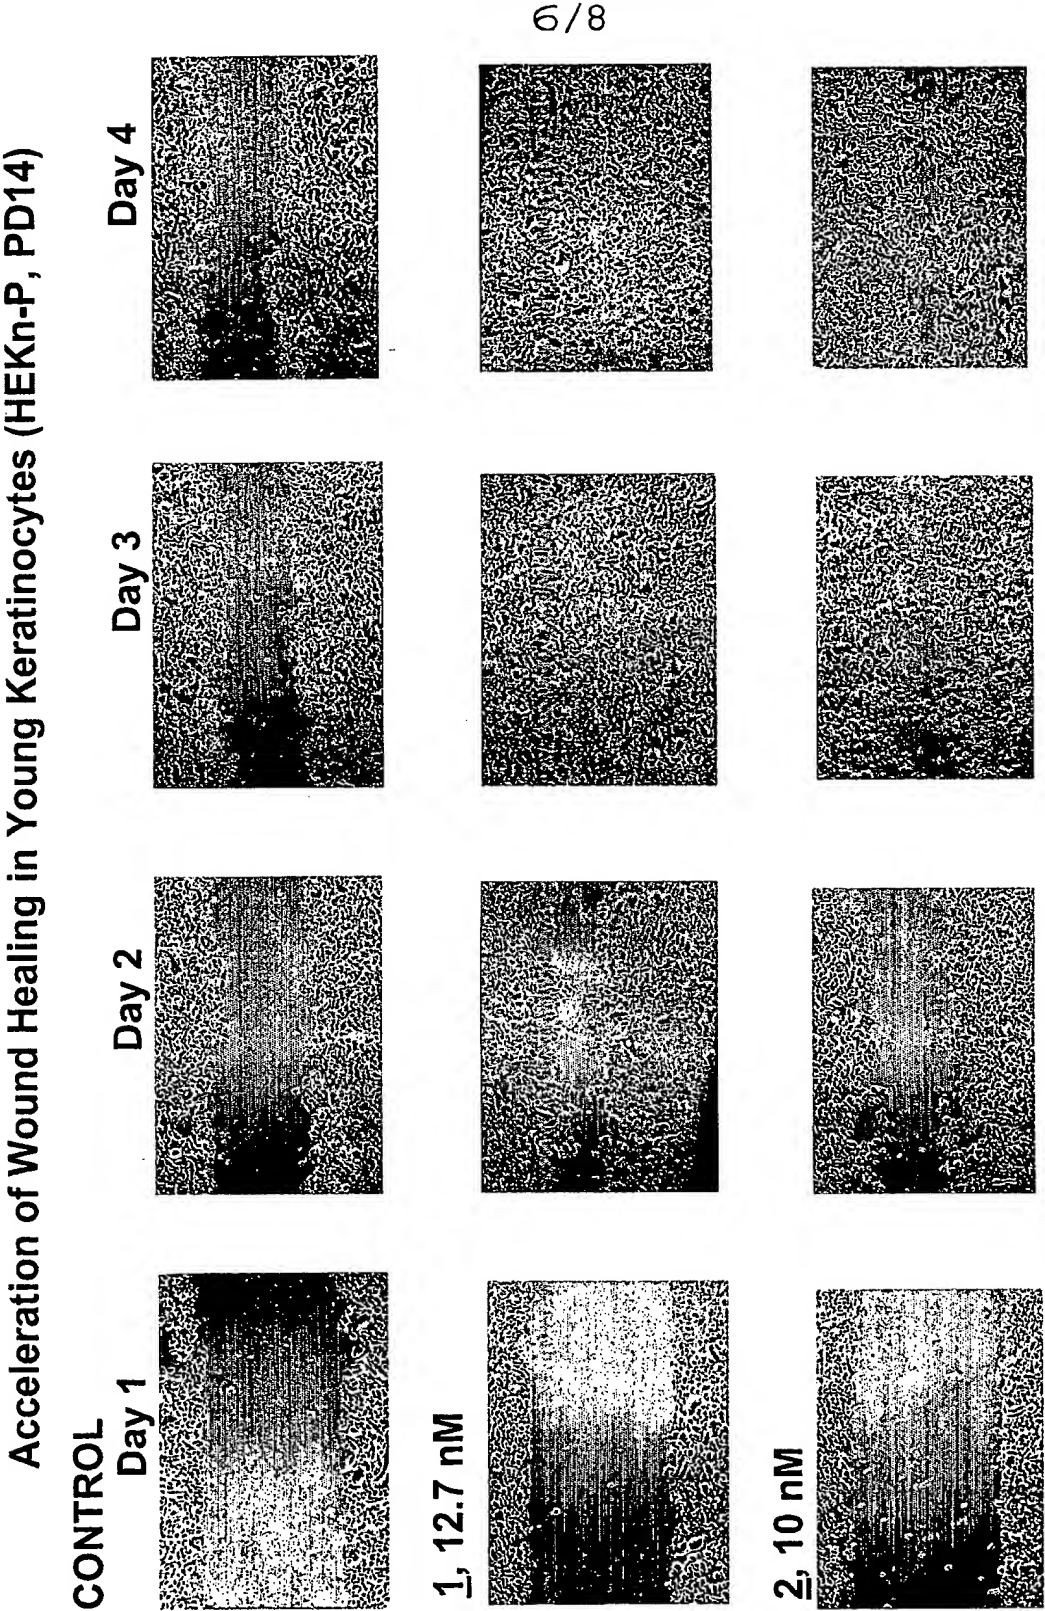 6/8
Acceleration of Wound Healing in Young Keratinocytes (HEKn-P, PD14)
CONTROL
Day 1 Day 2 Day 3 Day 4
1, 12.7 nM
2, 10 nM